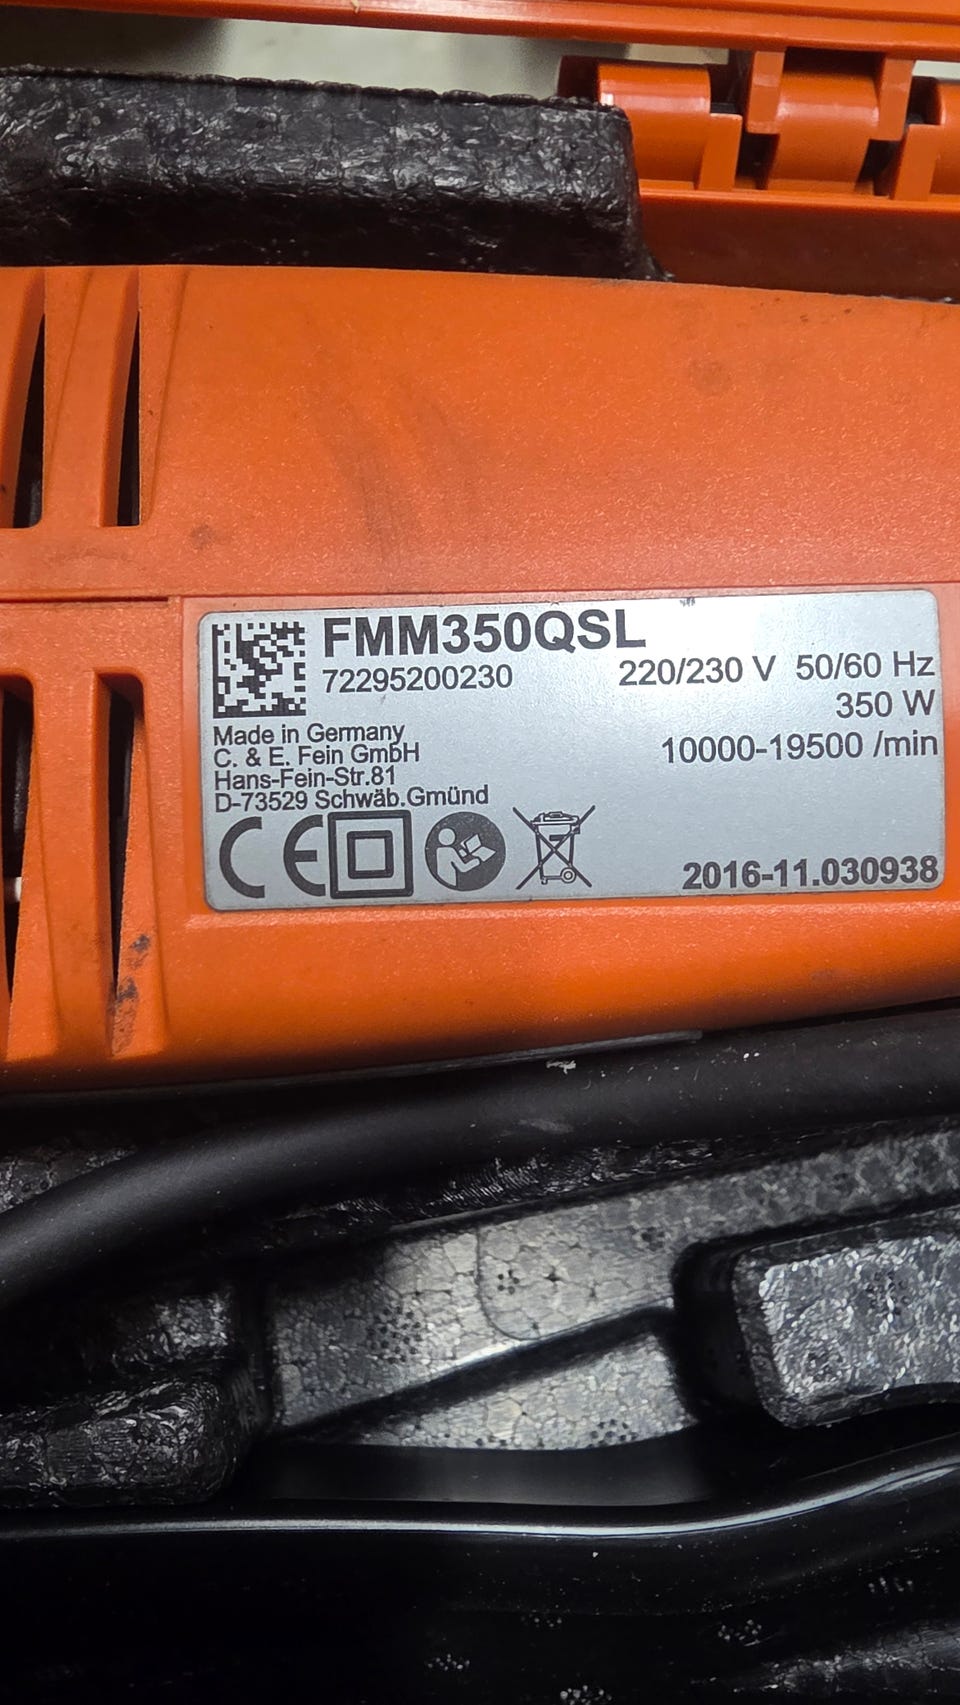 FMM350QSL
72295200230
220/230 V 50/60 Hz
350 W
10000-19500 /min
Made in Germany
C. & E. Fein GmbH
Hans-Fein-Str.81
D-73529 Schwäb.Gmünd
CE
2016-11.030938